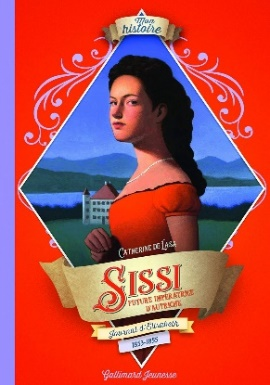 Mon
histoire
CATHERINE DE LASA
SISSI
FUTURE IMPÉRATRICE
D'AUTRICHE
Journal d'Élisabeth
1853-1855
Gallimard Jeunesse